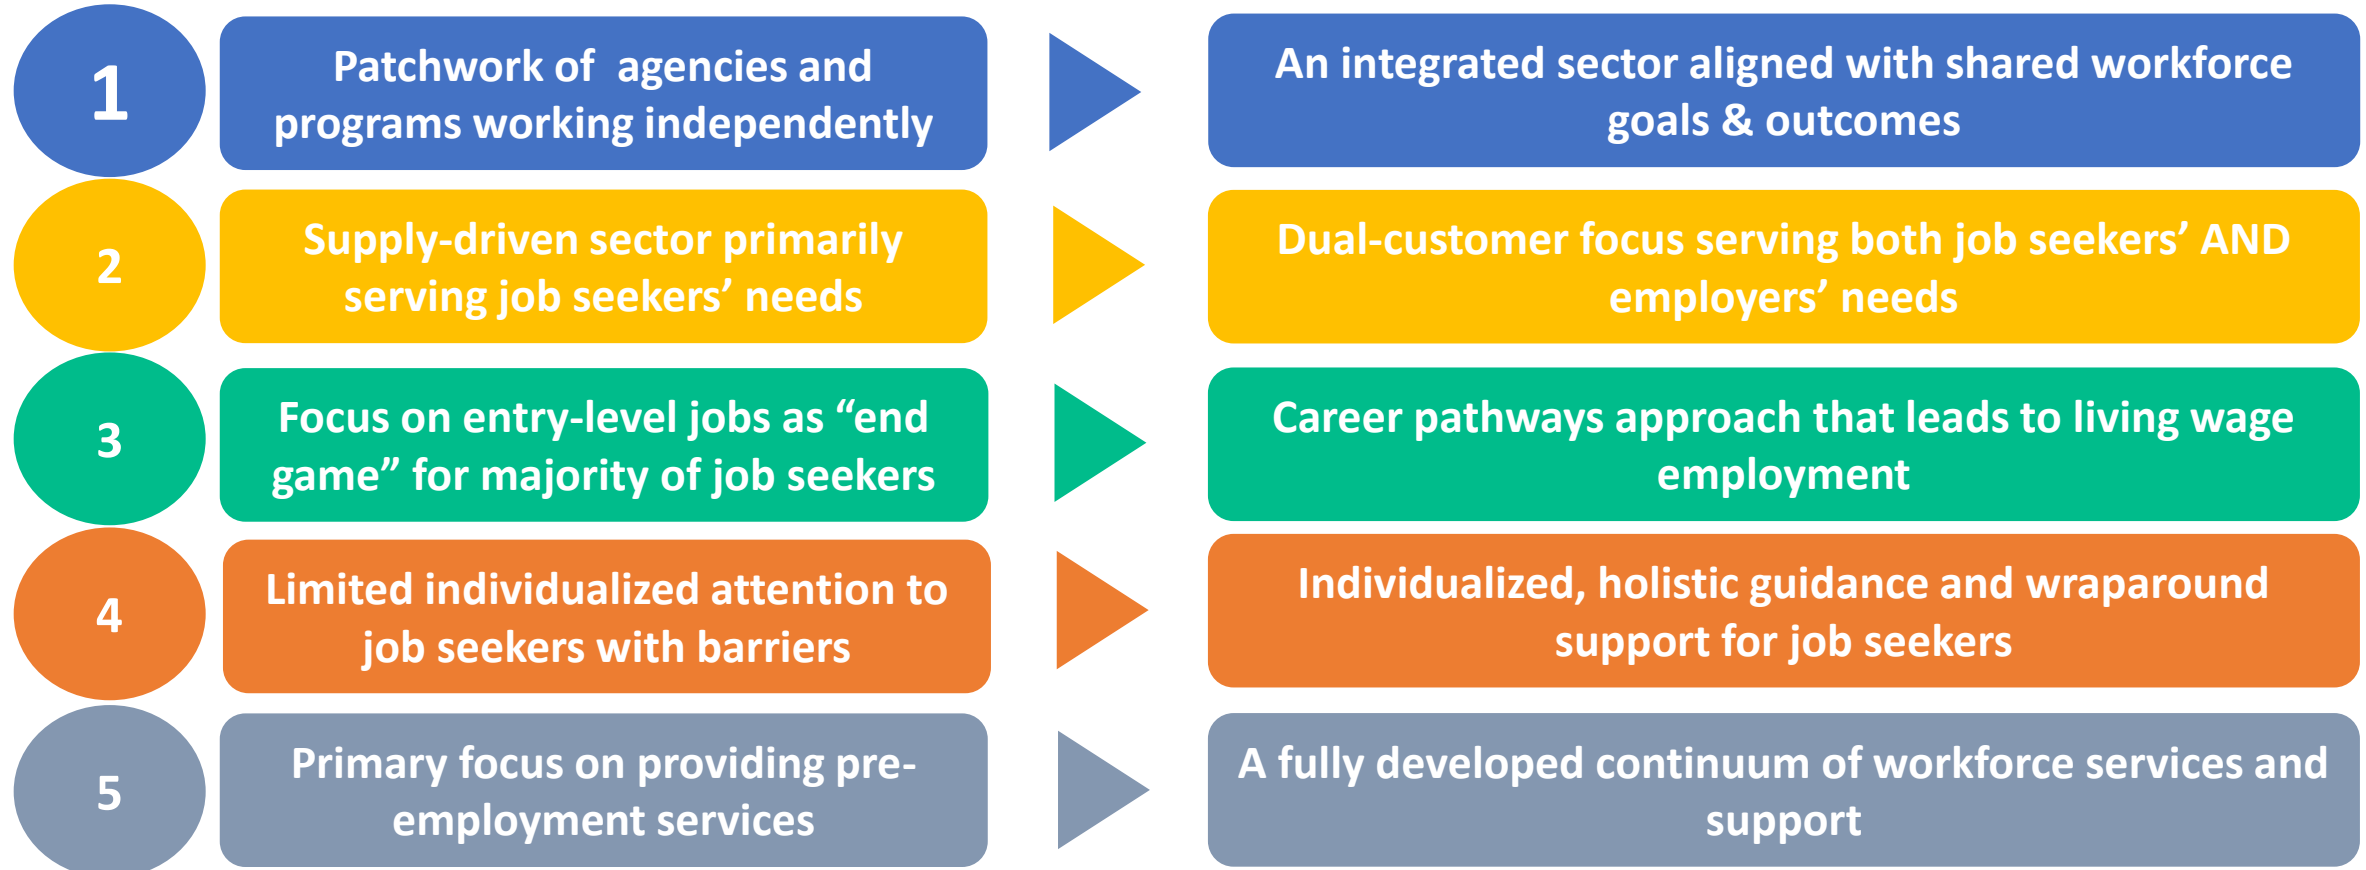 1
Patchwork of agencies and
programs working independently
An integrated sector aligned with shared workforce
goals & outcomes
2
Supply-driven sector primarily
serving job seekers’ needs
Dual-customer focus serving both job seekers’ AND
employers’ needs
3
Focus on entry-level jobs as “end
game” for majority of job seekers
Career pathways approach that leads to living wage
employment
4
Limited individualized attention to
job seekers with barriers
Individualized, holistic guidance and wraparound
support for job seekers
5
Primary focus on providing pre-
employment services
A fully developed continuum of workforce services and
support